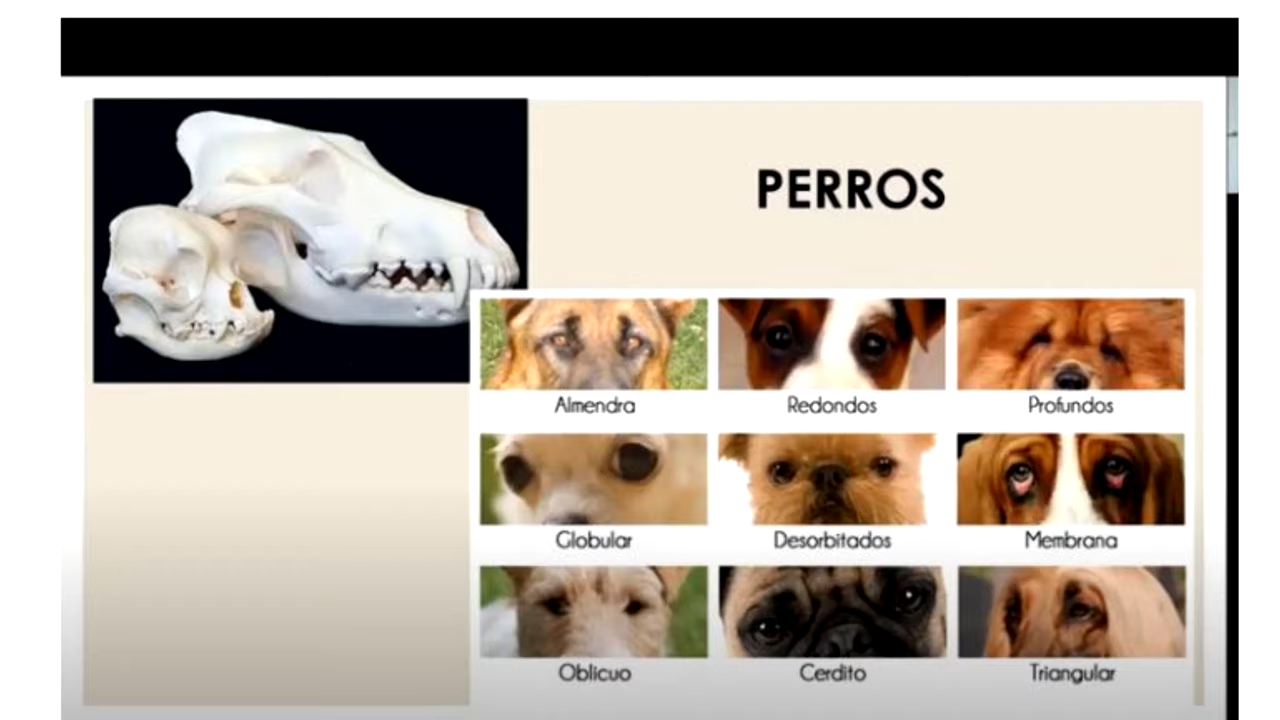 PERROS
Almendra
Redondos
Profundos
Globular
Desorbitados
Membrana
Oblicuo
Cerdito
Triangular